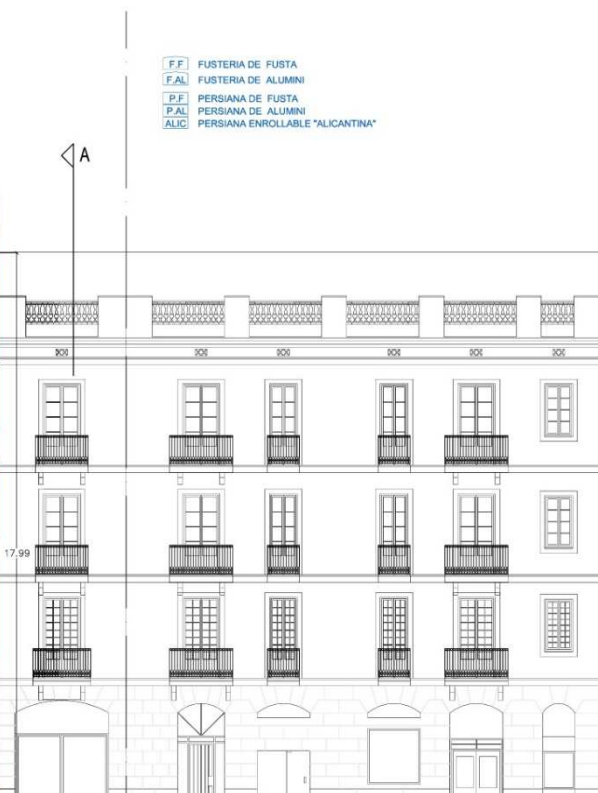 F.F FUSTERIA DE FUSTA
F.AL FUSTERIA DE ALUMINI
P.F PERSIANA DE FUSTA
P.AL PERSIANA DE ALUMINI
ALIC PERSIANA ENROLLABLE "ALICANTINA"
A
17.99